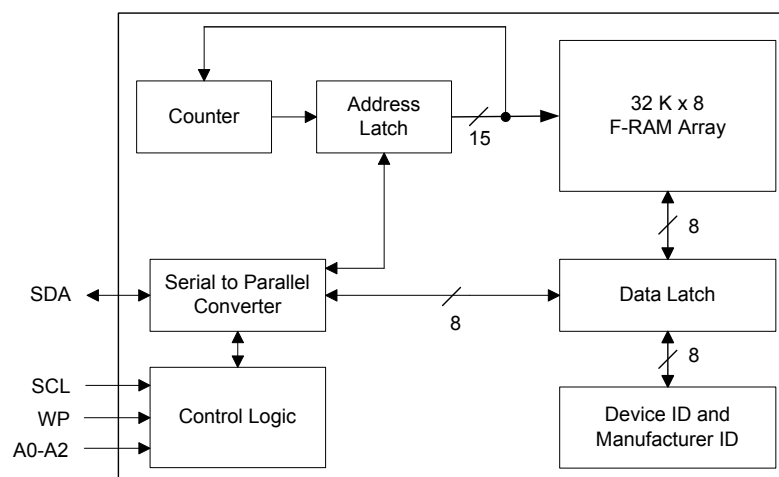 Counter
Address
Latch
15
32 K x 8
F-RAM Array
8
SDA
Serial to Parallel
Converter
8
Data Latch
8
SCL
WP
A0-A2
Control Logic
Device ID and
Manufacturer ID